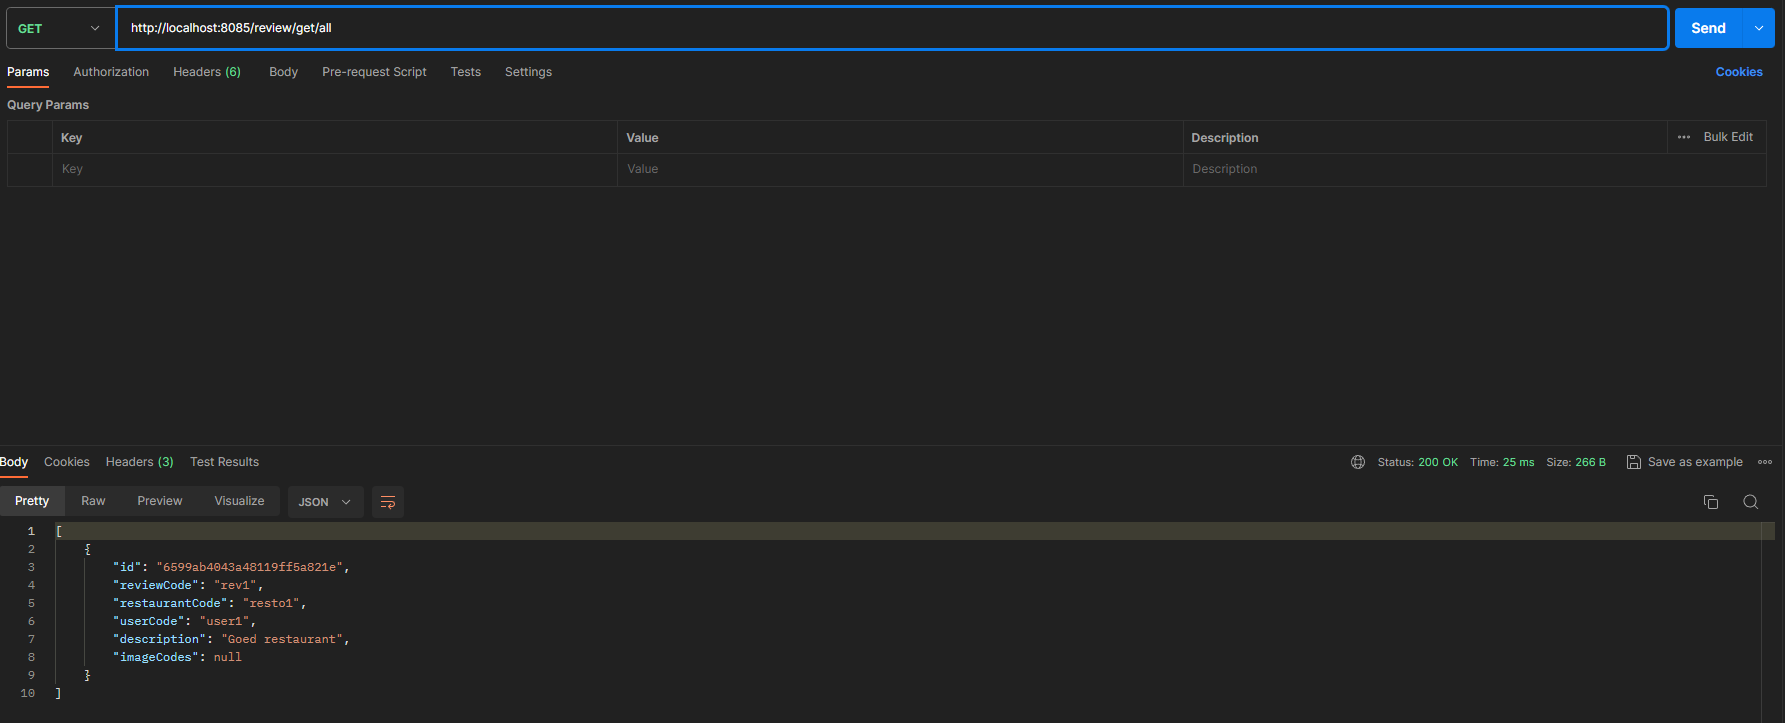 GET http://localhost:8085/review/get/all Send
Params Authorization Headers (6) Body Pre-request Script Tests Settings Cookies
Query Params
Key Value Description Bulk Edit
Key Value Description
Body Cookies Headers (3) Test Results Status: 200 OK Time: 25 ms Size: 266 B Save as example
Pretty Raw Preview Visualize JSON
1 [
2 {
3 "id": "6599ab4043a48119ff5a821e",
4 "reviewCode": "rev1",
5 "restaurantCode": "resto1",
6 "userCode": "user1",
7 "description": "Goed restaurant",
8 "imageCodes": null
9 }
10 ]